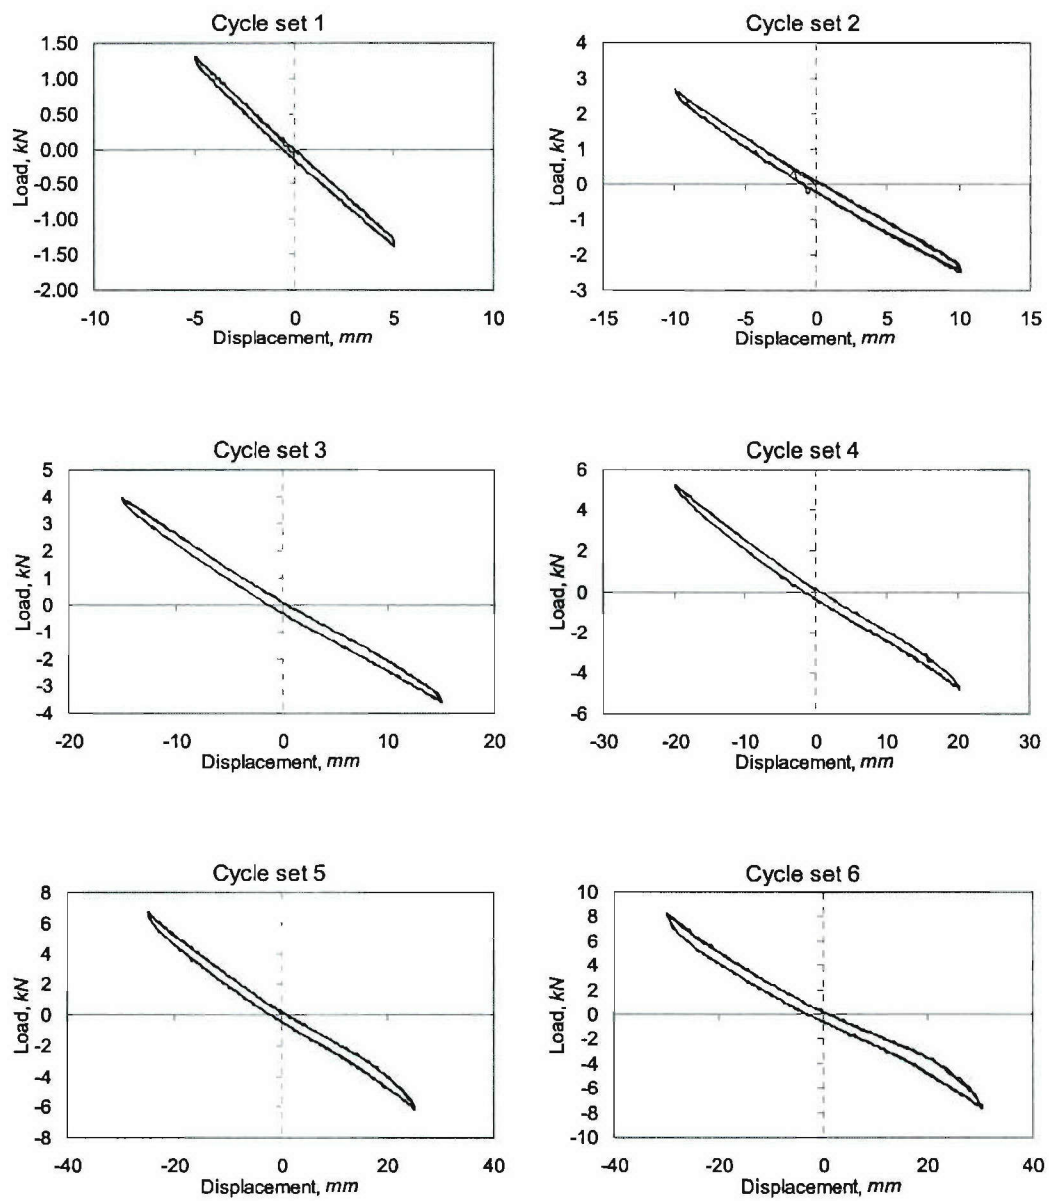 Cycle set 1
1.50
1.00
0.50
0.00
-0.50
-1.00
-1.50
-2.00
Load, kN
-10 -5 0 5 10
Displacement, mm
Cycle set 2
4
3
2
1
0
-1
-2
-3
Load, kN
-15 -10 -5 0 5 10 15
Displacement, mm
Cycle set 3
5
4
3
2
1
0
-1
-2
-3
-4
Load, kN
-20 -10 0 10 20
Displacement, mm
Cycle set 4
6
4
2
0
-2
-4
-6
Load, kN
-30 -20 -10 0 10 20 30
Displacement, mm
Cycle set 5
8
6
4
2
0
-2
-4
-6
-8
Load, kN
-40 -20 0 20 40
Displacement, mm
Cycle set 6
10
8
6
4
2
0
-2
-4
-6
-8
-10
Load, kN
-40 -20 0 20 40
Displacement, mm